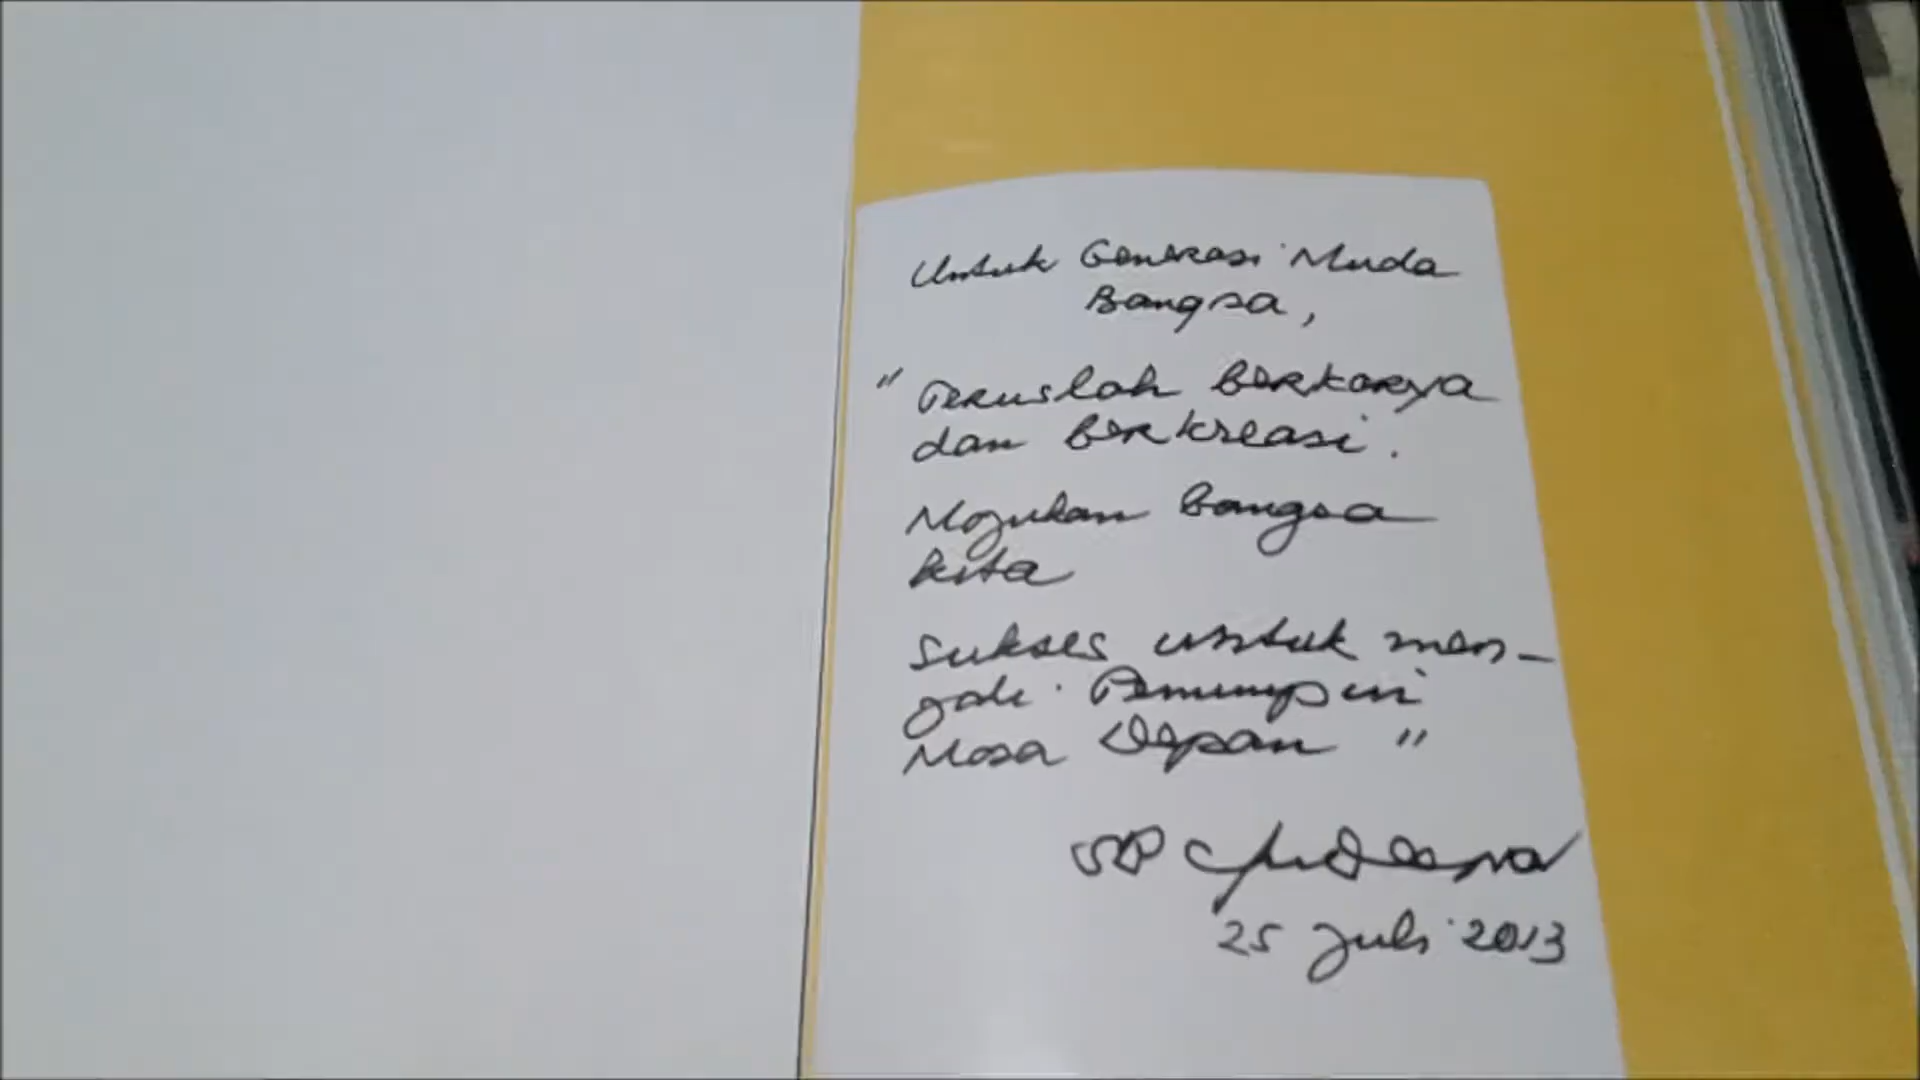 Untuk Generasi Muda
Bangsa,
" Teruslah Berkarya
dan Berkreasi.
Majukan Bangsa
kita
Sukses untuk men-
jadi Pemimpin
Masa Depan "
25 Juli 2013